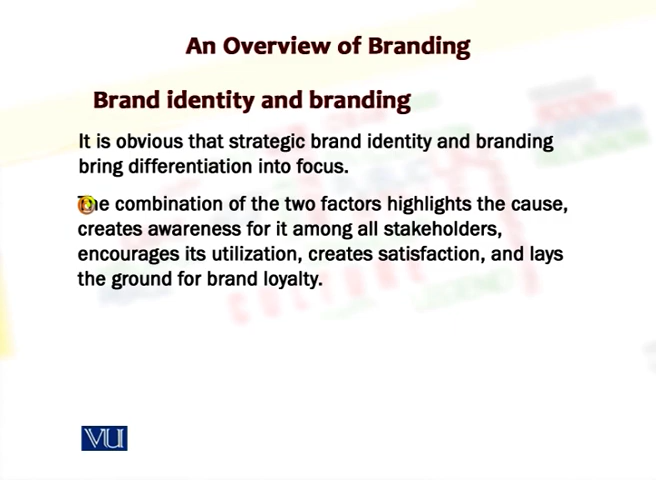 An Overview of Branding
Brand identity and branding
It is obvious that strategic brand identity and branding
bring differentiation into focus.
The combination of the two factors highlights the cause,
creates awareness for it among all stakeholders,
encourages its utilization, creates satisfaction, and lays
the ground for brand loyalty.
VU